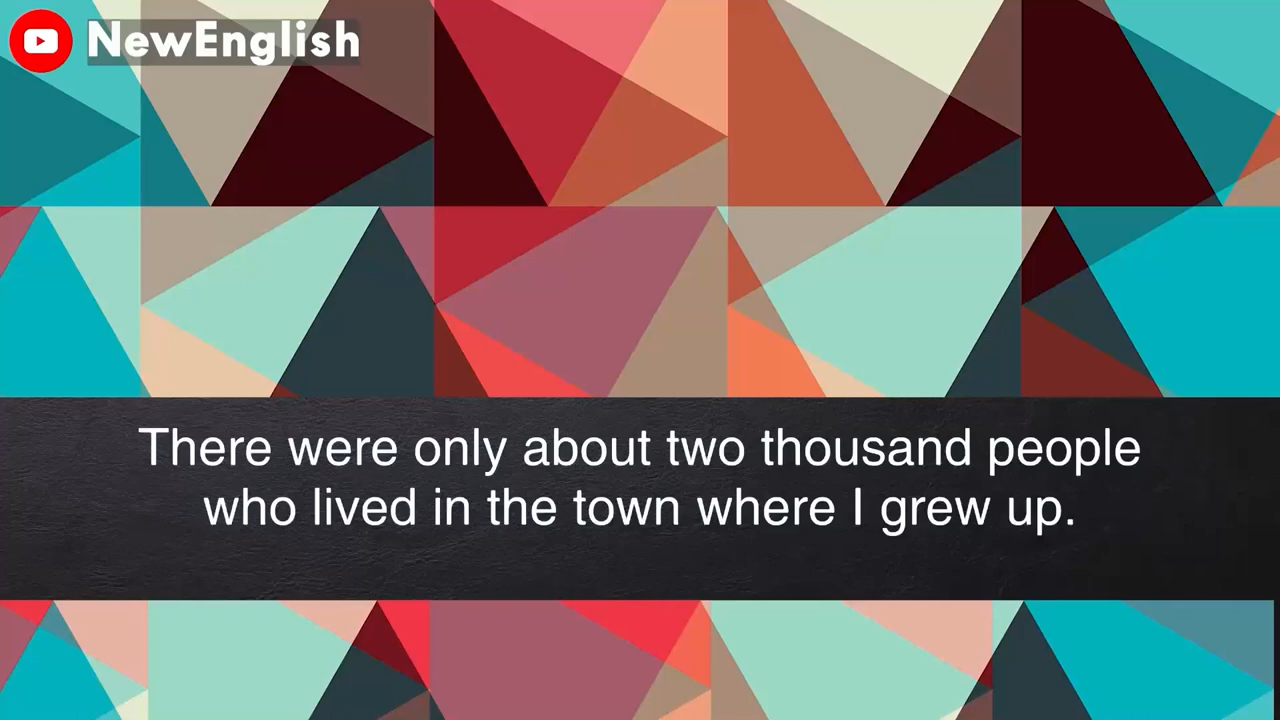 NewEnglish
There were only about two thousand people
who lived in the town where I grew up.